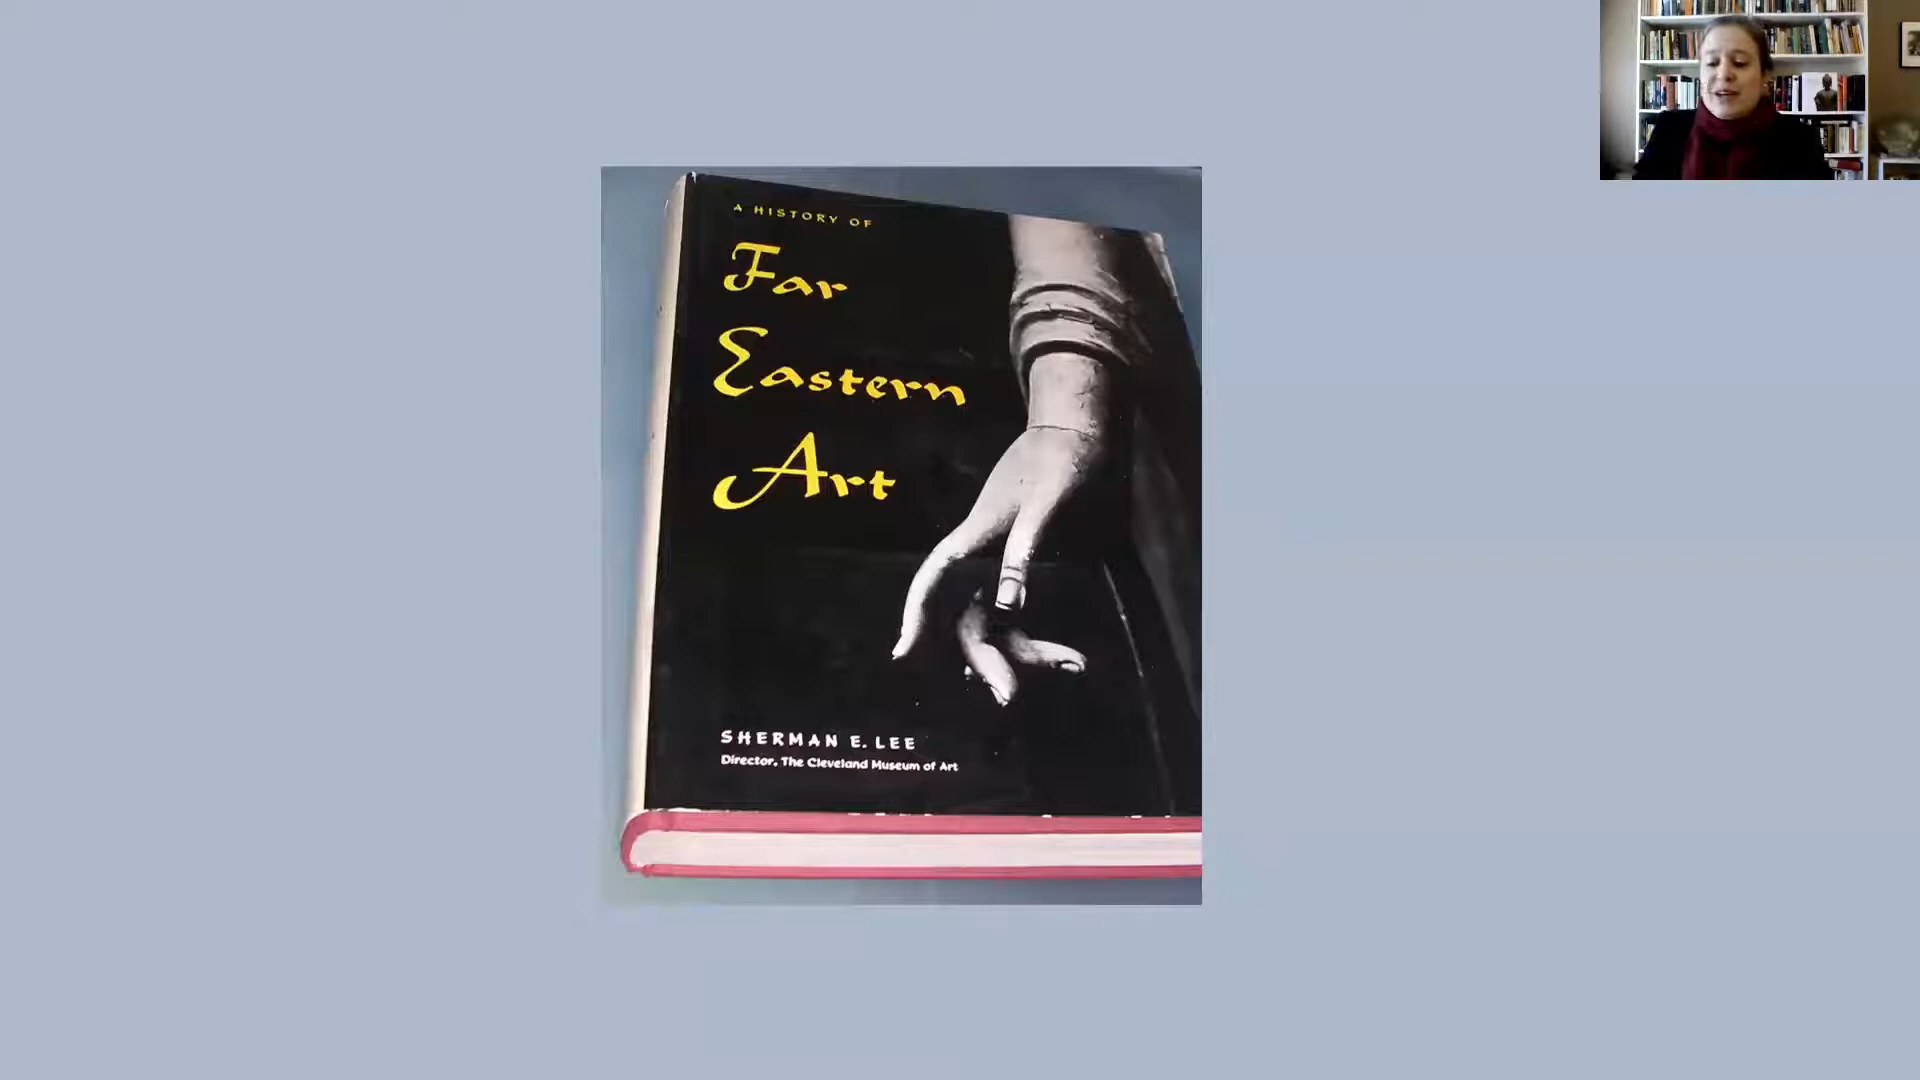 A HISTORY OF
Far
Eastern
Art
SHERMAN E. LEE
Director, The Cleveland Museum of Art